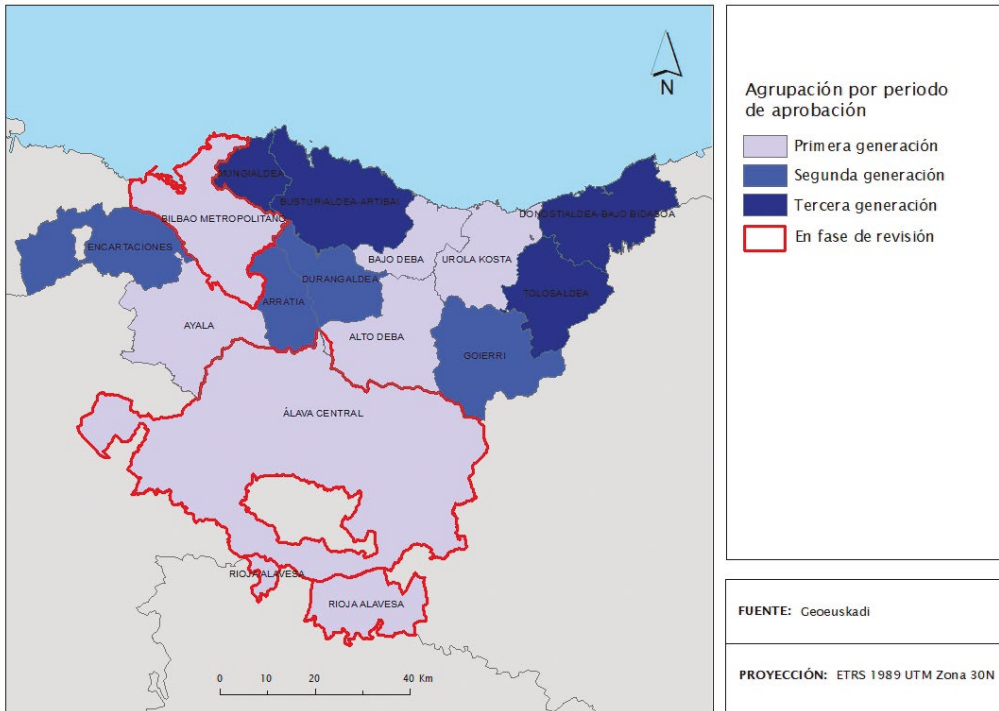 N
MUNGIALDEA
BUSTURIALDEA-ARTIBAI
DONOSTIALDEA-BAJO BIDASOA
BILBAO METROPOLITANO
ENCARTACIONES
BAJO DEBA
UROLA KOSTA
DURANGALDEA
ARRATIA
TOLOSALDEA
AYALA
ALTO DEBA
GOIERRI
ÁLAVA CENTRAL
RIOJA ALAVESA
RIOJA ALAVESA
0 10 20 40 Km
Agrupación por periodo
de aprobación
Primera generación
Segunda generación
Tercera generación
En fase de revisión
FUENTE: Geoeuskadi
PROYECCIÓN: ETRS 1989 UTM Zona 30N